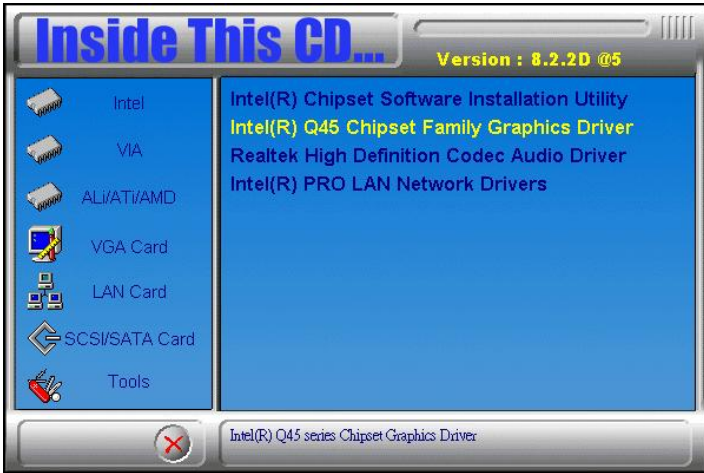 Inside This CD...
Version : 8.2.2D @5
Intel
VIA
ALi/ATi/AMD
VGA Card
LAN Card
SCSI/SATA Card
Tools
Intel(R) Chipset Software Installation Utility
Intel(R) Q45 Chipset Family Graphics Driver
Realtek High Definition Codec Audio Driver
Intel(R) PRO LAN Network Drivers
Intel(R) Q45 series Chipset Graphics Driver